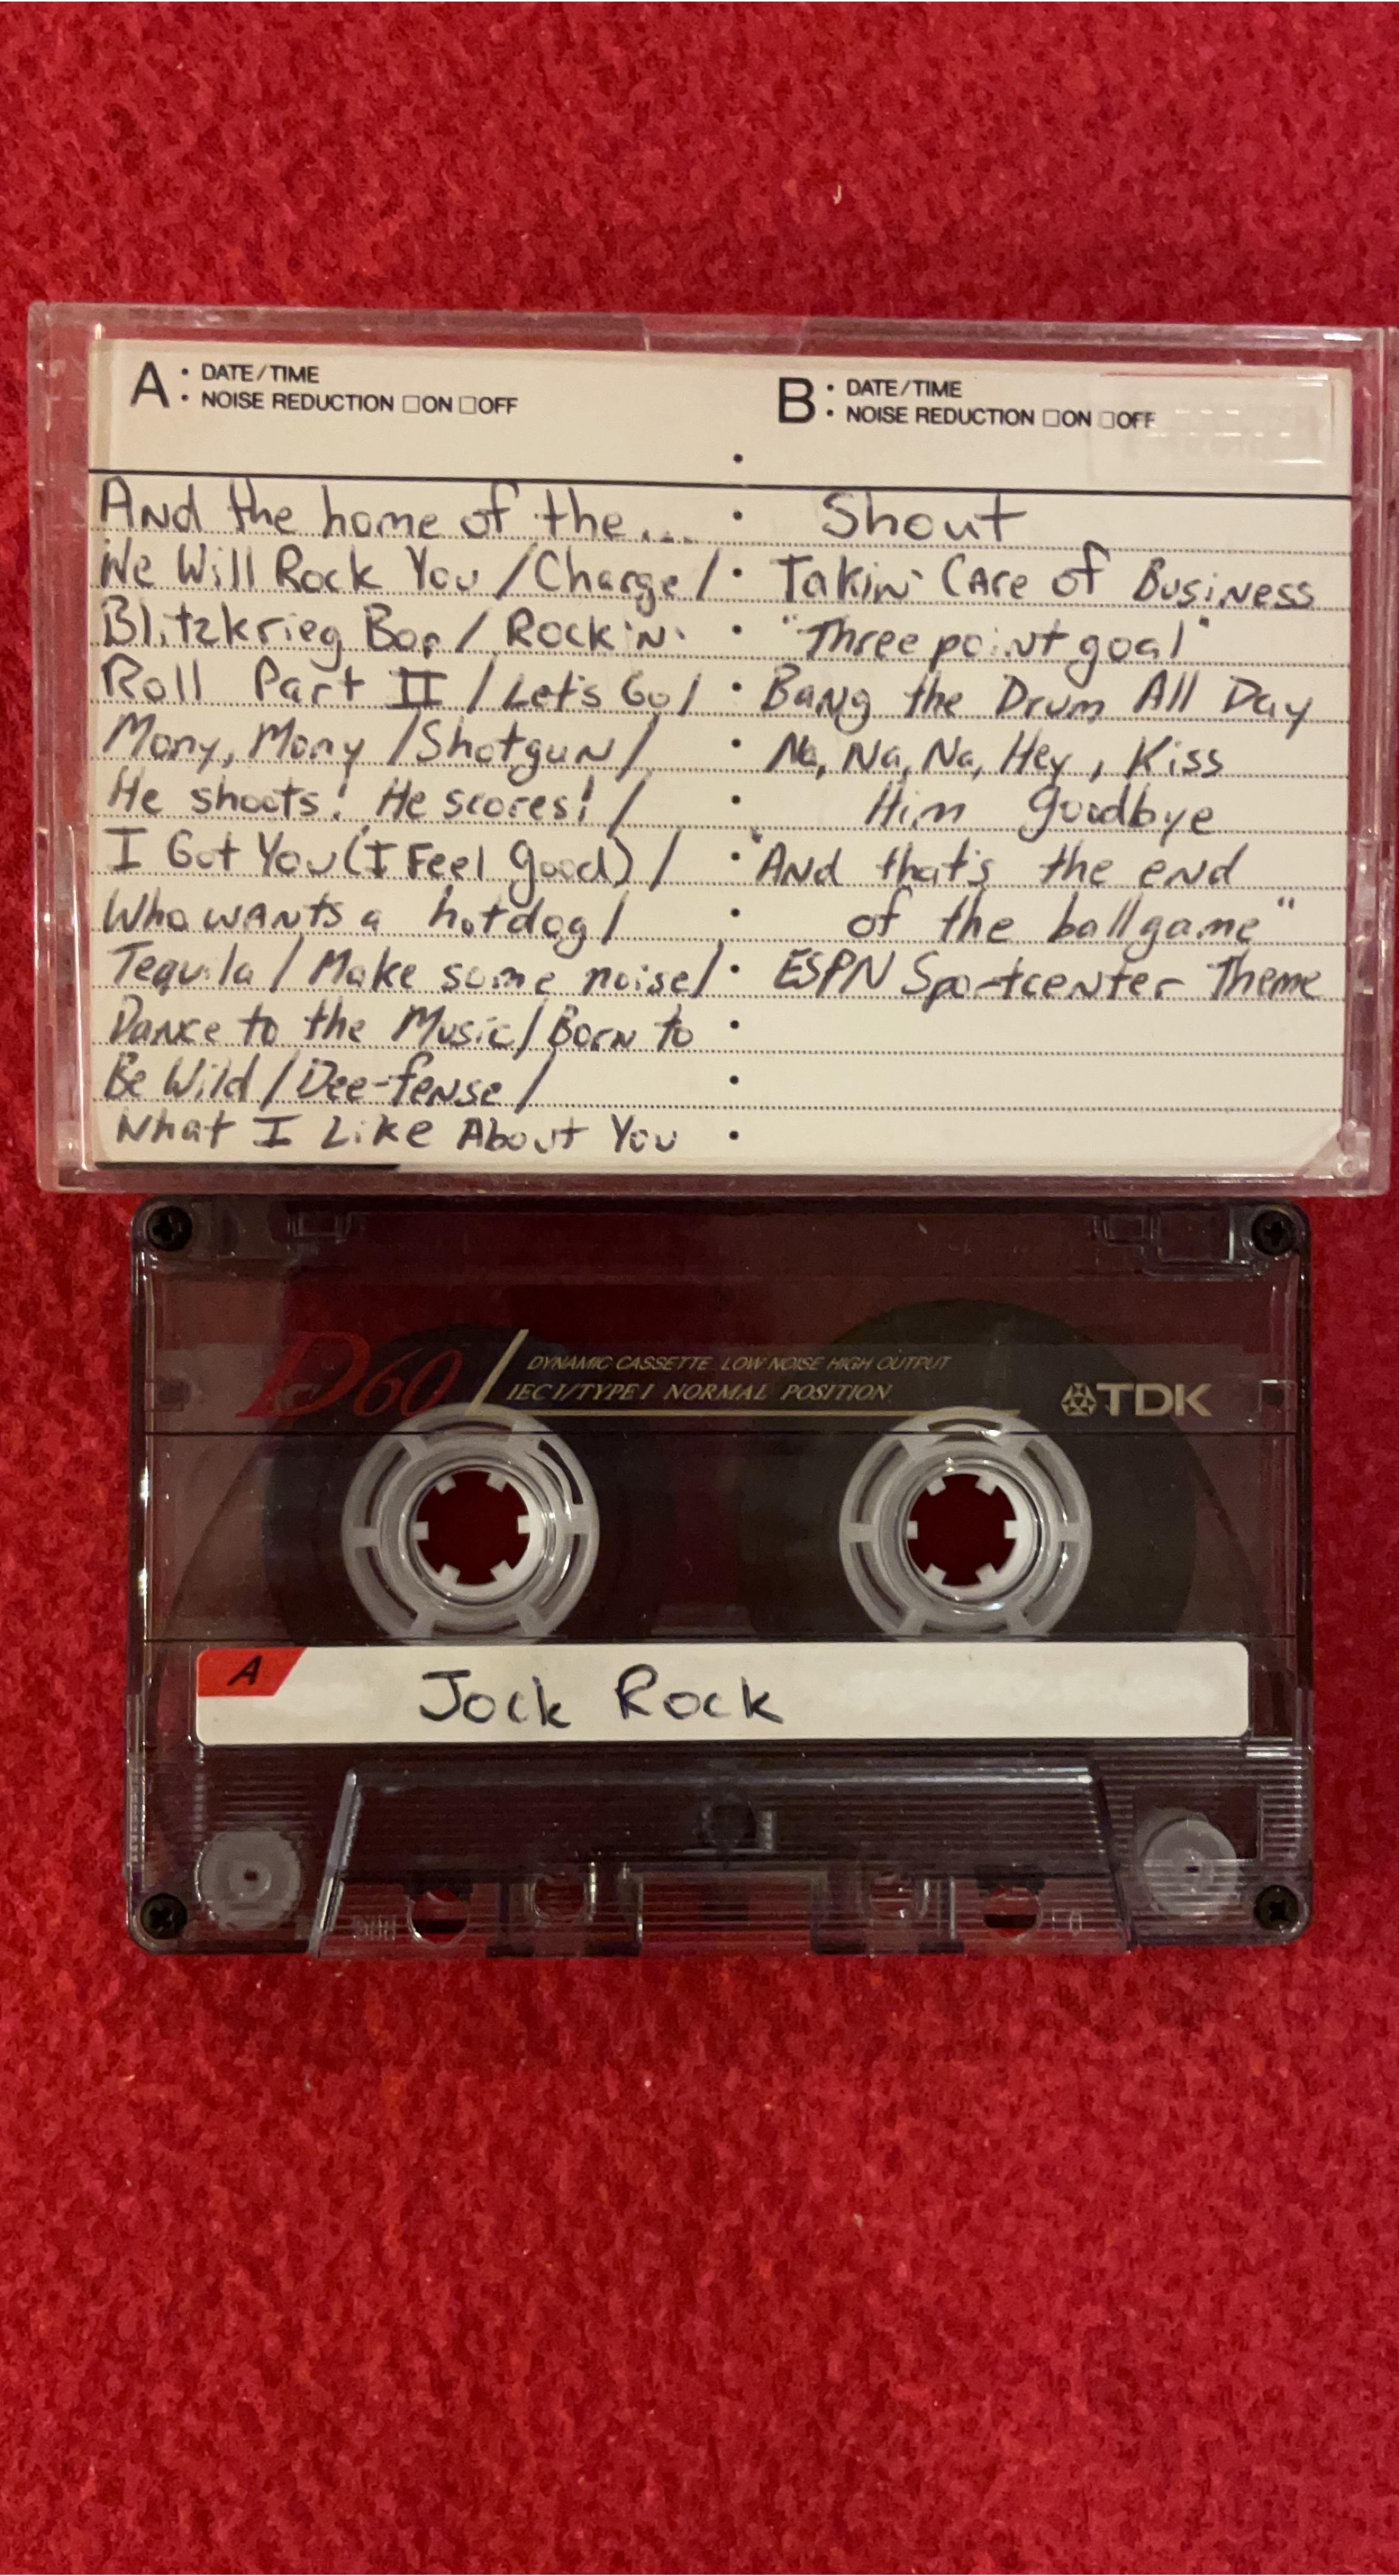 A • DATE/TIME
• NOISE REDUCTION □ON □OFF
And the home of the...
We Will Rock You / Charge /
Blitzkrieg Bop / Rock 'N'
Roll Part II / Let's Go /
Mony, Mony / Shotgun /
He shoots! He scores! /
I Got You (I Feel Good) /
Who wants a hotdog /
Tequila / Make some noise /
Dance to the Music / Born to
Be Wild / Dee-fense /
What I Like About You
B • DATE/TIME
• NOISE REDUCTION □ON □OFF
Shout
Takin' Care of Business
"Three point goal"
Bang the Drum All Day
Na, Na, Na, Hey, Kiss
Him Goodbye
"And that's the end
of the ballgame"
ESPN Sportcenter Theme
D60
DYNAMIC CASSETTE LOW NOISE HIGH OUTPUT
IEC I/TYPE I NORMAL POSITION
TDK
A
Jock Rock